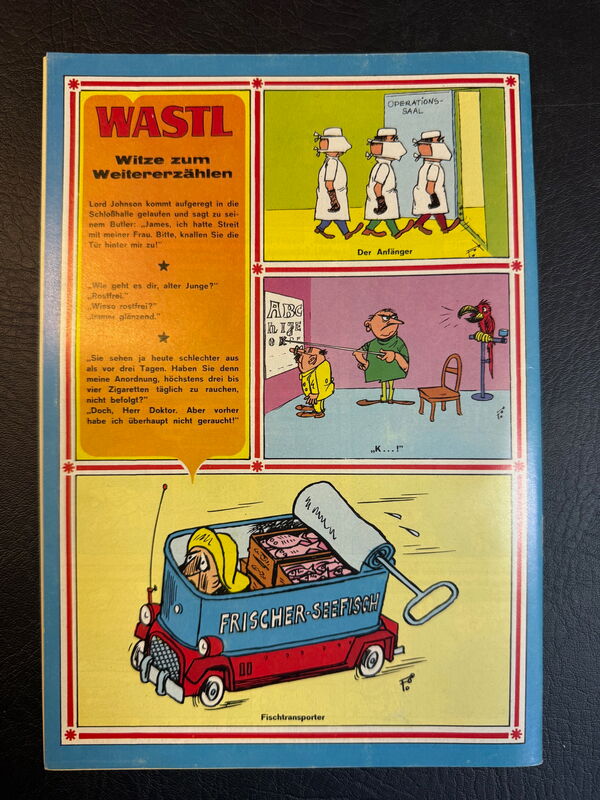 WASTL
Witze zum
Weitererzählen
Lord Johnson kommt aufgeregt in die
Schloßhalle gelaufen und sagt zu sei-
nem Butler: „James, ich hatte Streit
mit meiner Frau. Bitte, knallen Sie die
Tür hinter mir zu!"
„Wie geht es dir, alter Junge?"
„Rostfrei."
„Wieso rostfrei?"
„Immer glänzend."
„Sie sehen ja heute schlechter aus
als vor drei Tagen. Haben Sie denn
meine Anordnung, höchstens drei bis
vier Zigaretten täglich zu rauchen,
nicht befolgt?"
„Doch, Herr Doktor. Aber vorher
habe ich überhaupt nicht geraucht!"
OPERATIONS-
SAAL
Der Anfänger
ABC
„K...!"
FRISCHER-SEEFISCH
Fischtransporter